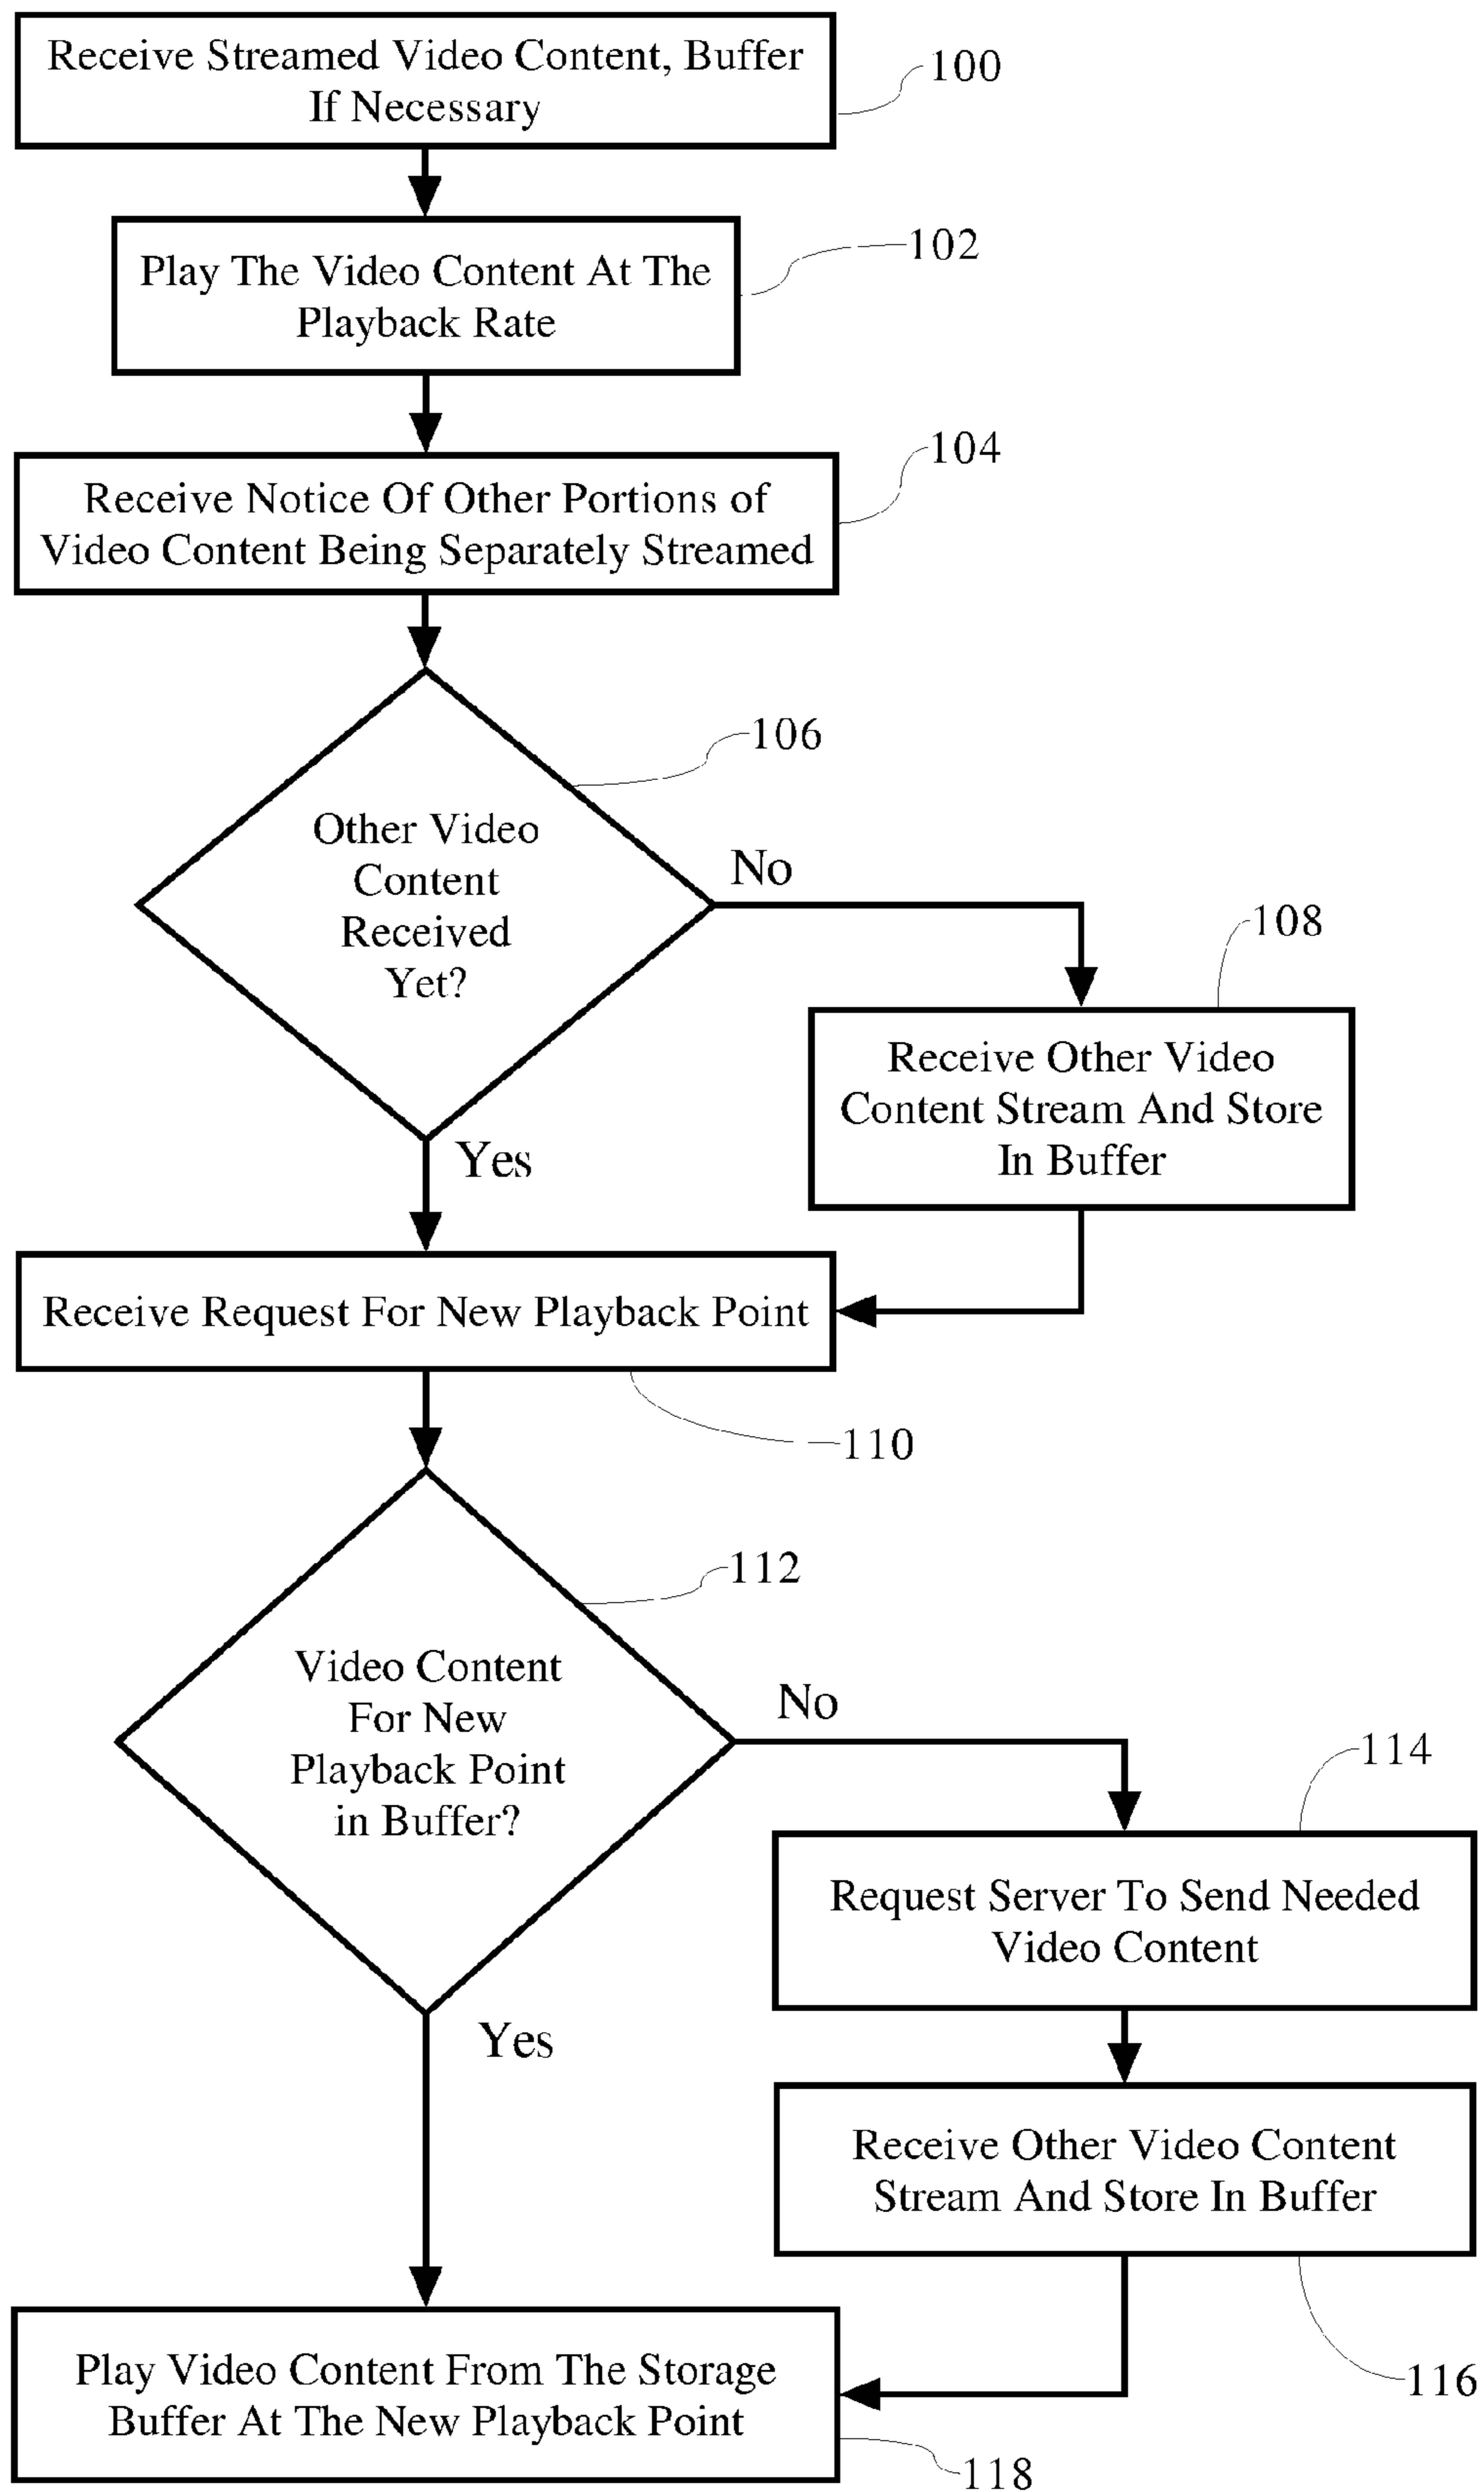 Receive Streamed Video Content, Buffer
If Necessary
100
Play The Video Content At The
Playback Rate
102
Receive Notice Of Other Portions of
Video Content Being Separately Streamed
104
Other Video
Content
Received
Yet?
106
No
Receive Other Video
Content Stream And Store
In Buffer
108
Yes
Receive Request For New Playback Point
110
Video Content
For New
Playback Point
in Buffer?
112
No
Request Server To Send Needed
Video Content
114
Receive Other Video Content
Stream And Store In Buffer
116
Yes
Play Video Content From The Storage
Buffer At The New Playback Point
118